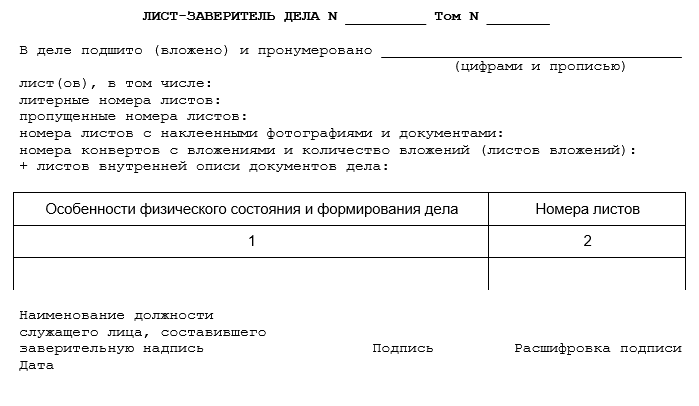 ЛИСТ-ЗАВЕРИТЕЛЬ ДЕЛА N __________ Том N ________
В деле подшито (вложено) и пронумеровано ______________________________________
(цифрами и прописью)
лист(ов), в том числе:
литерные номера листов:
пропущенные номера листов:
номера листов с наклеенными фотографиями и документами:
номера конвертов с вложениями и количество вложений (листов вложений):
+ листов внутренней описи документов дела:
Особенности физического состояния и формирования дела Номера листов
1 2
Наименование должности
служащего лица, составившего
заверительную надпись Подпись Расшифровка подписи
Дата